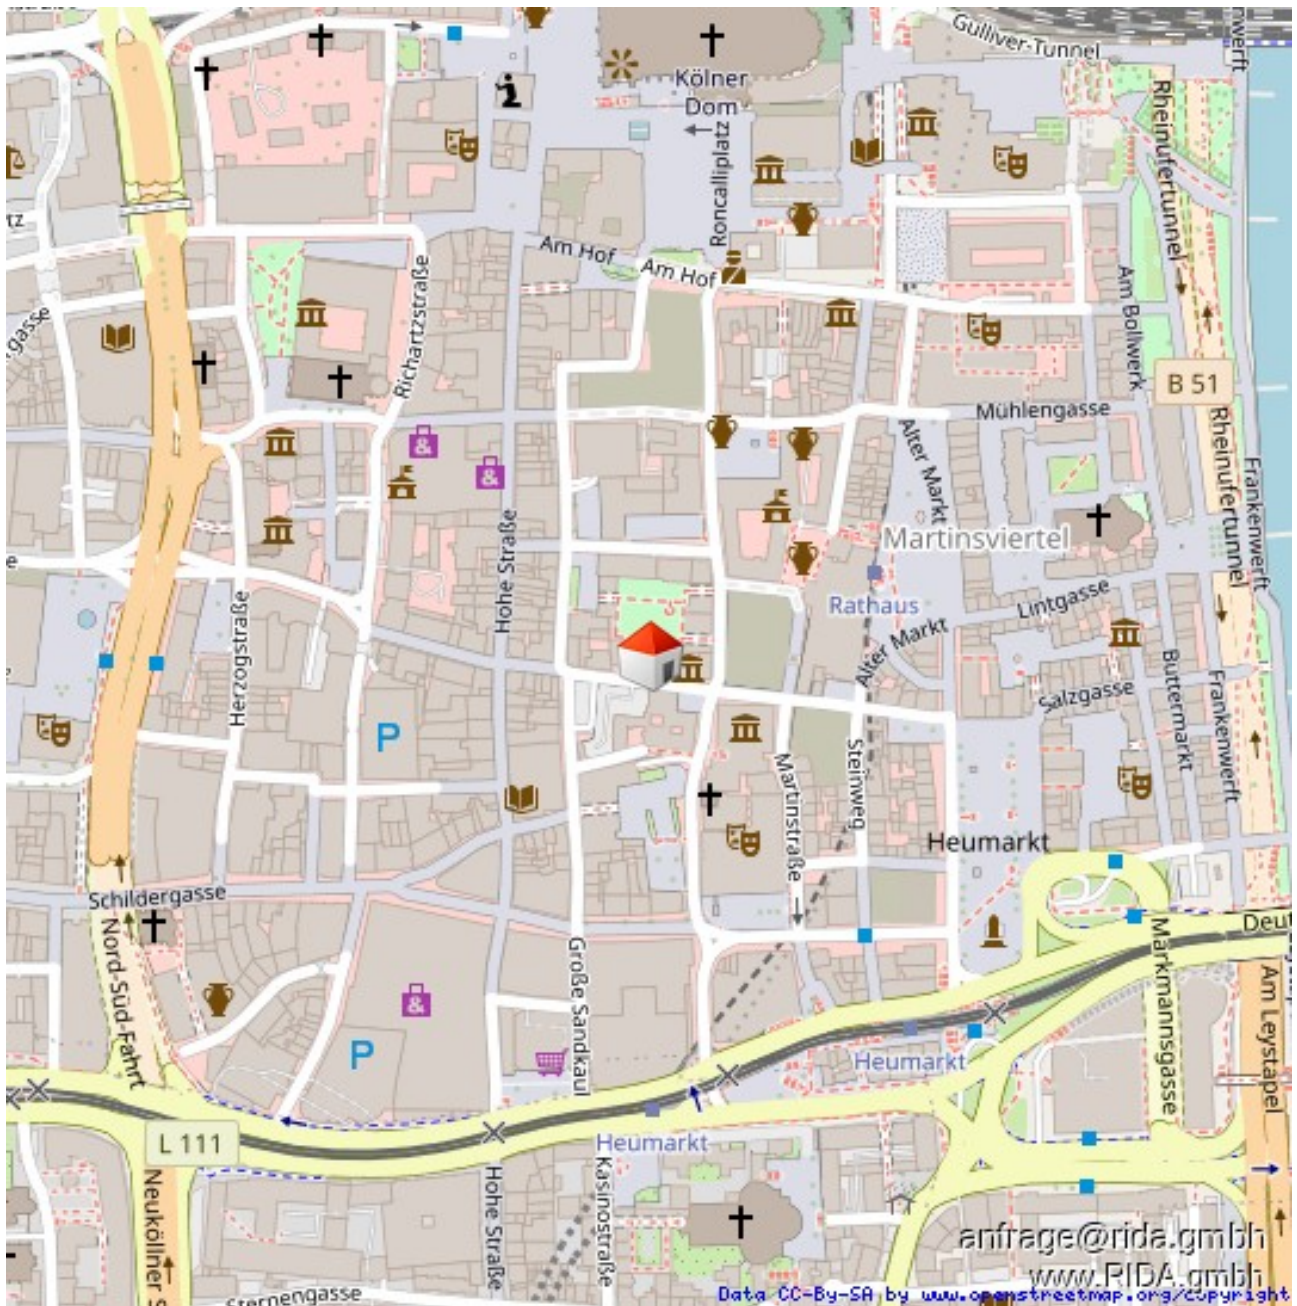 Gulliver-Tunnel
Kölner
Dom
Roncalliplatz
Rheinufertunnel
Am Hof
Am Hof
Richartzstraße
Am Bollwerk
B 51
Mühlengasse
Alter Markt
Rheinufertunnel
Frankenwerft
Martinsviertel
Hohe Straße
Rathaus
Lintgasse
Alter Markt
Herzogstraße
Salzgasse
Buttermarkt
Frankenwerft
P
Steinweg
Martinstraße
Heumarkt
Schildergasse
Nord-Süd-Fahrt
Große Sandkaul
Markmannsgasse
Deu
Am Leystapel
P
Heumarkt
L 111
Heumarkt
Neuköllner S
Hohe Straße
Kasinostraße
Sternengasse
anfrage@rida.gmbh
www.RIDA.gmbh
Data CC-By-SA by www.openstreetmap.org/copyright